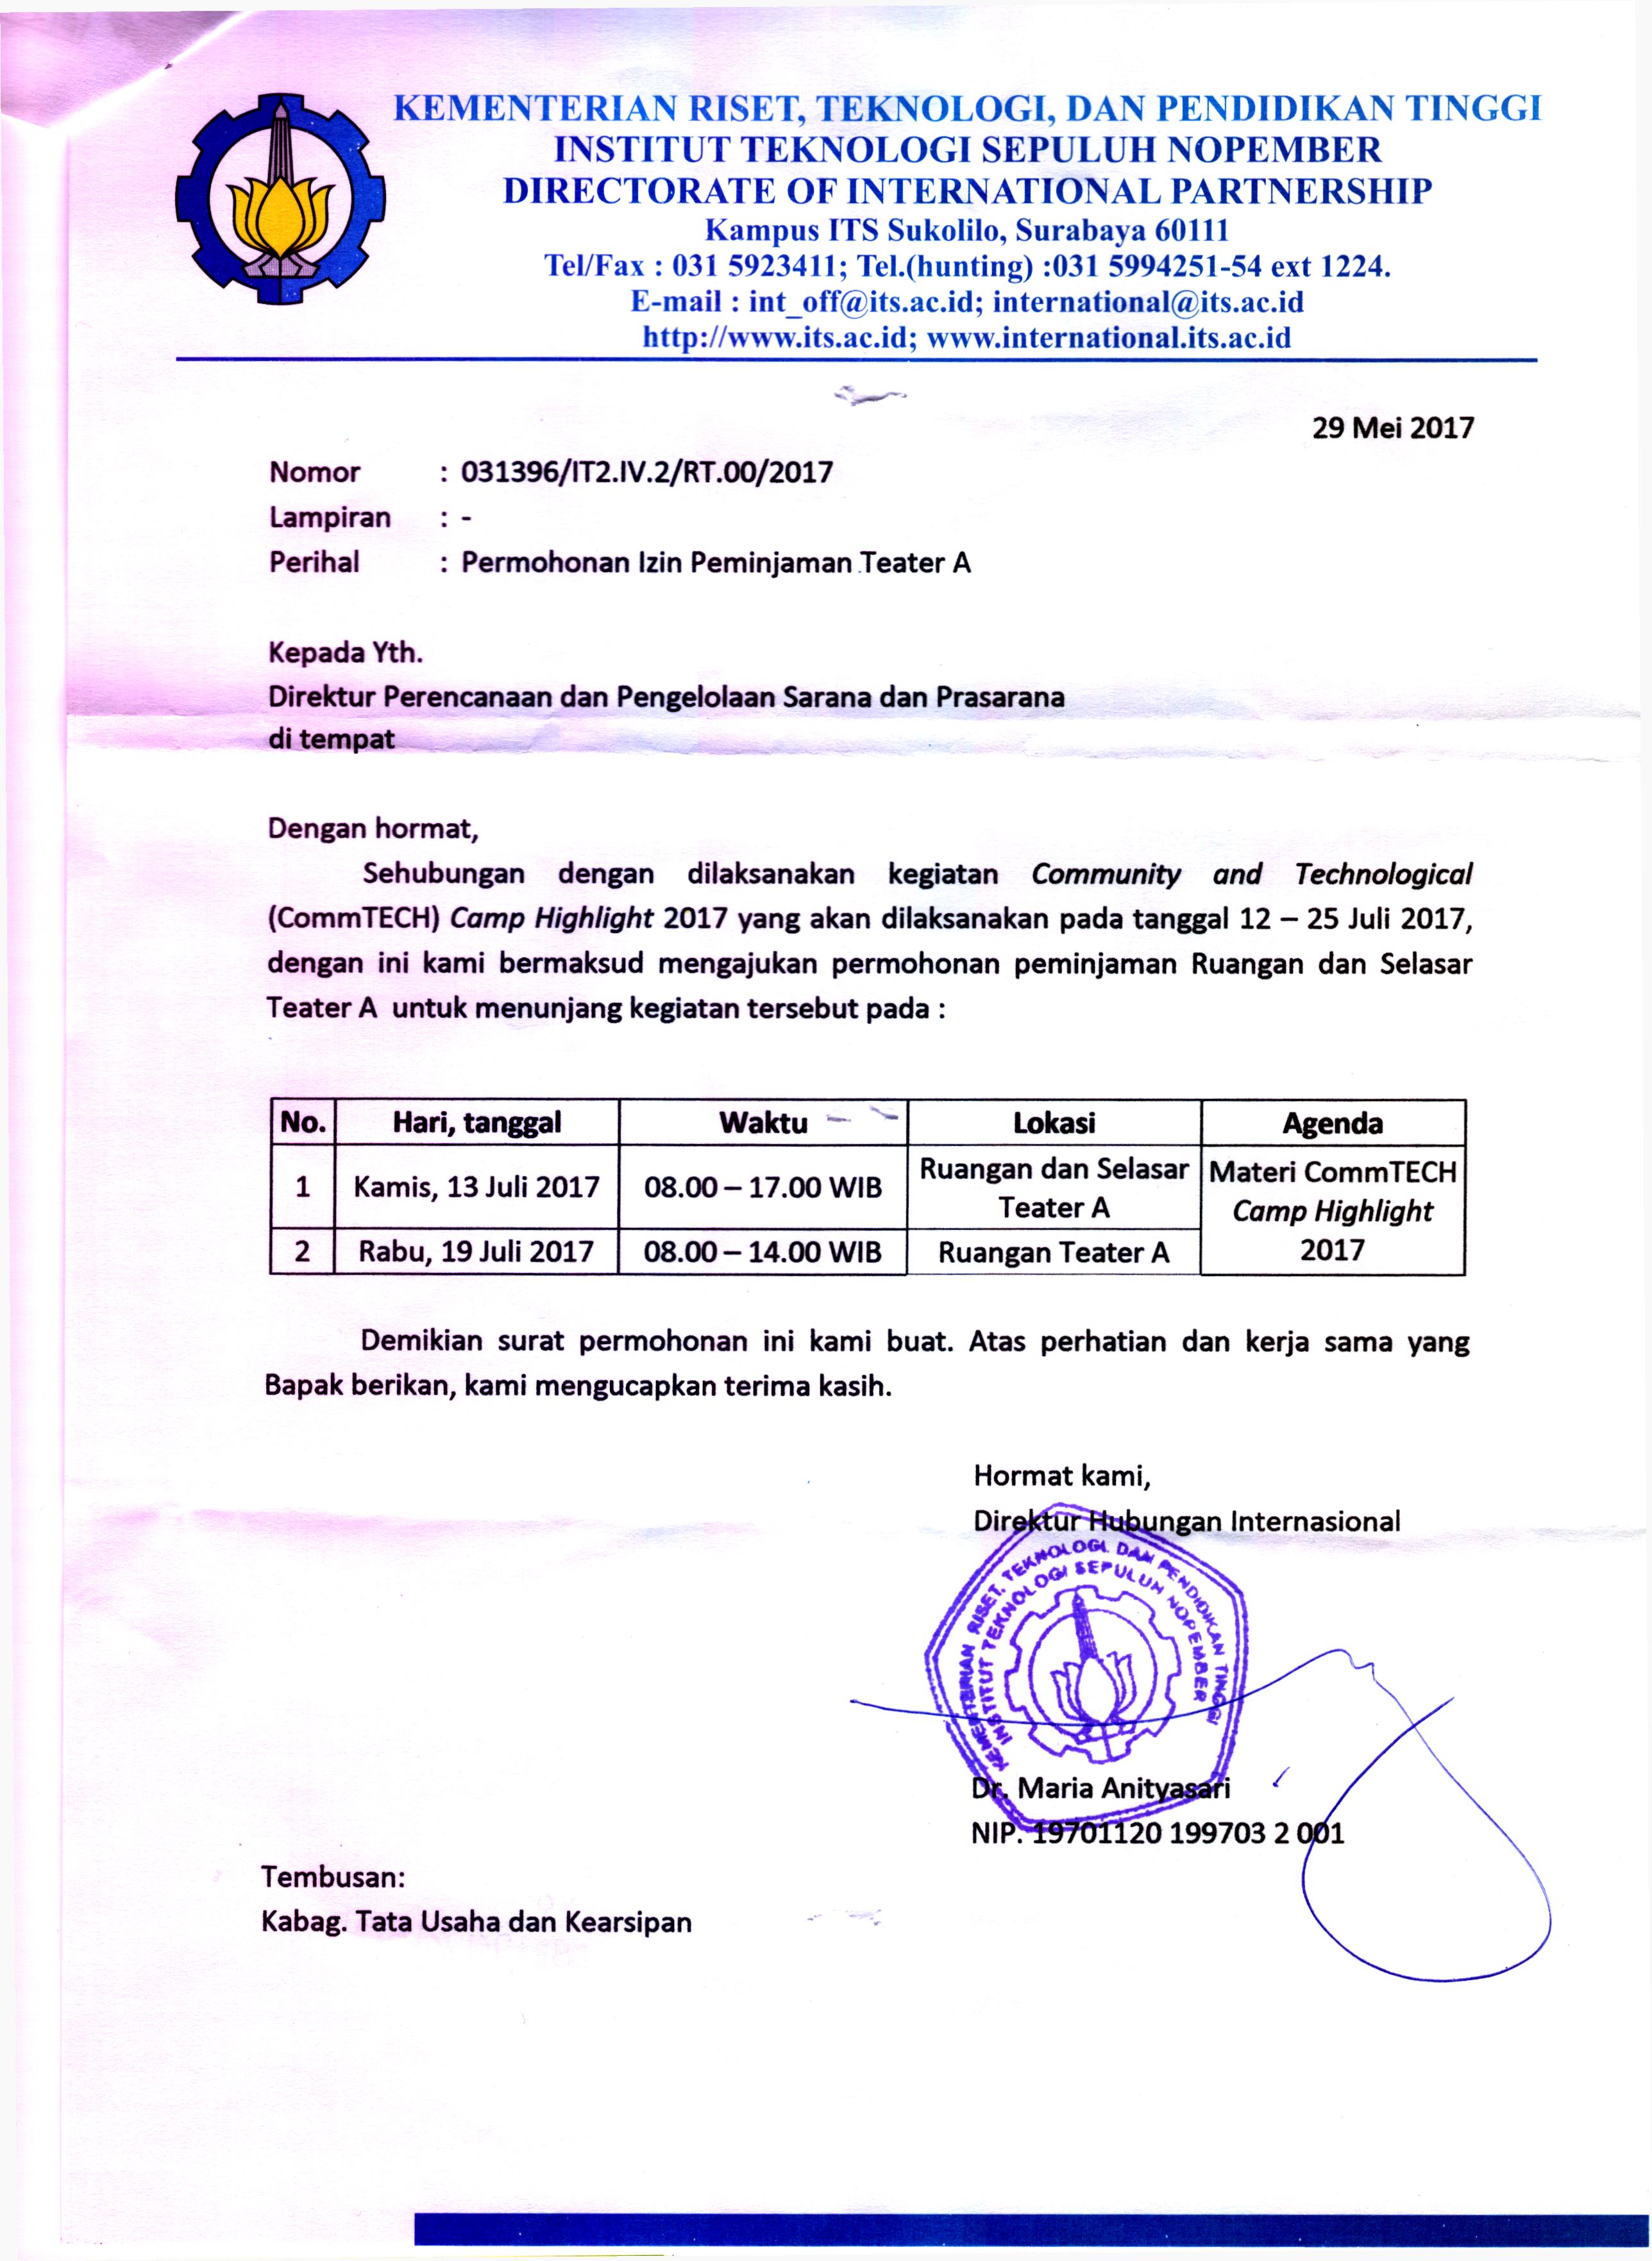 KEMENTERIAN RISET, TEKNOLOGI, DAN PENDIDIKAN TINGGI
INSTITUT TEKNOLOGI SEPULUH NOPEMBER
DIRECTORATE OF INTERNATIONAL PARTNERSHIP
Kampus ITS Sukolilo, Surabaya 60111
Tel/Fax : 031 5923411; Tel.(hunting) :031 5994251-54 ext 1224.
E-mail : int_off@its.ac.id; international@its.ac.id
http://www.its.ac.id; www.international.its.ac.id
29 Mei 2017
Nomor : 031396/IT2.IV.2/RT.00/2017
Lampiran : -
Perihal : Permohonan Izin Peminjaman Teater A
Kepada Yth.
Direktur Perencanaan dan Pengelolaan Sarana dan Prasarana
di tempat
Dengan hormat,
Sehubungan dengan dilaksanakan kegiatan Community and Technological
(CommTECH) Camp Highlight 2017 yang akan dilaksanakan pada tanggal 12 – 25 Juli 2017,
dengan ini kami bermaksud mengajukan permohonan peminjaman Ruangan dan Selasar
Teater A untuk menunjang kegiatan tersebut pada :
No. Hari, tanggal Waktu Lokasi Agenda
1 Kamis, 13 Juli 2017 08.00 – 17.00 WIB Ruangan dan Selasar Teater A Materi CommTECH Camp Highlight 2017
2 Rabu, 19 Juli 2017 08.00 – 14.00 WIB Ruangan Teater A
Demikian surat permohonan ini kami buat. Atas perhatian dan kerja sama yang
Bapak berikan, kami mengucapkan terima kasih.
Hormat kami,
Direktur Hubungan Internasional
KEMENTERIAN RISET, TEKNOLOGI, DAN PENDIDIKAN TINGGI
INSTITUT TEKNOLOGI SEPULUH NOPEMBER
Dr. Maria Anityasari
NIP. 19701120 199703 2 001
Tembusan:
Kabag. Tata Usaha dan Kearsipan